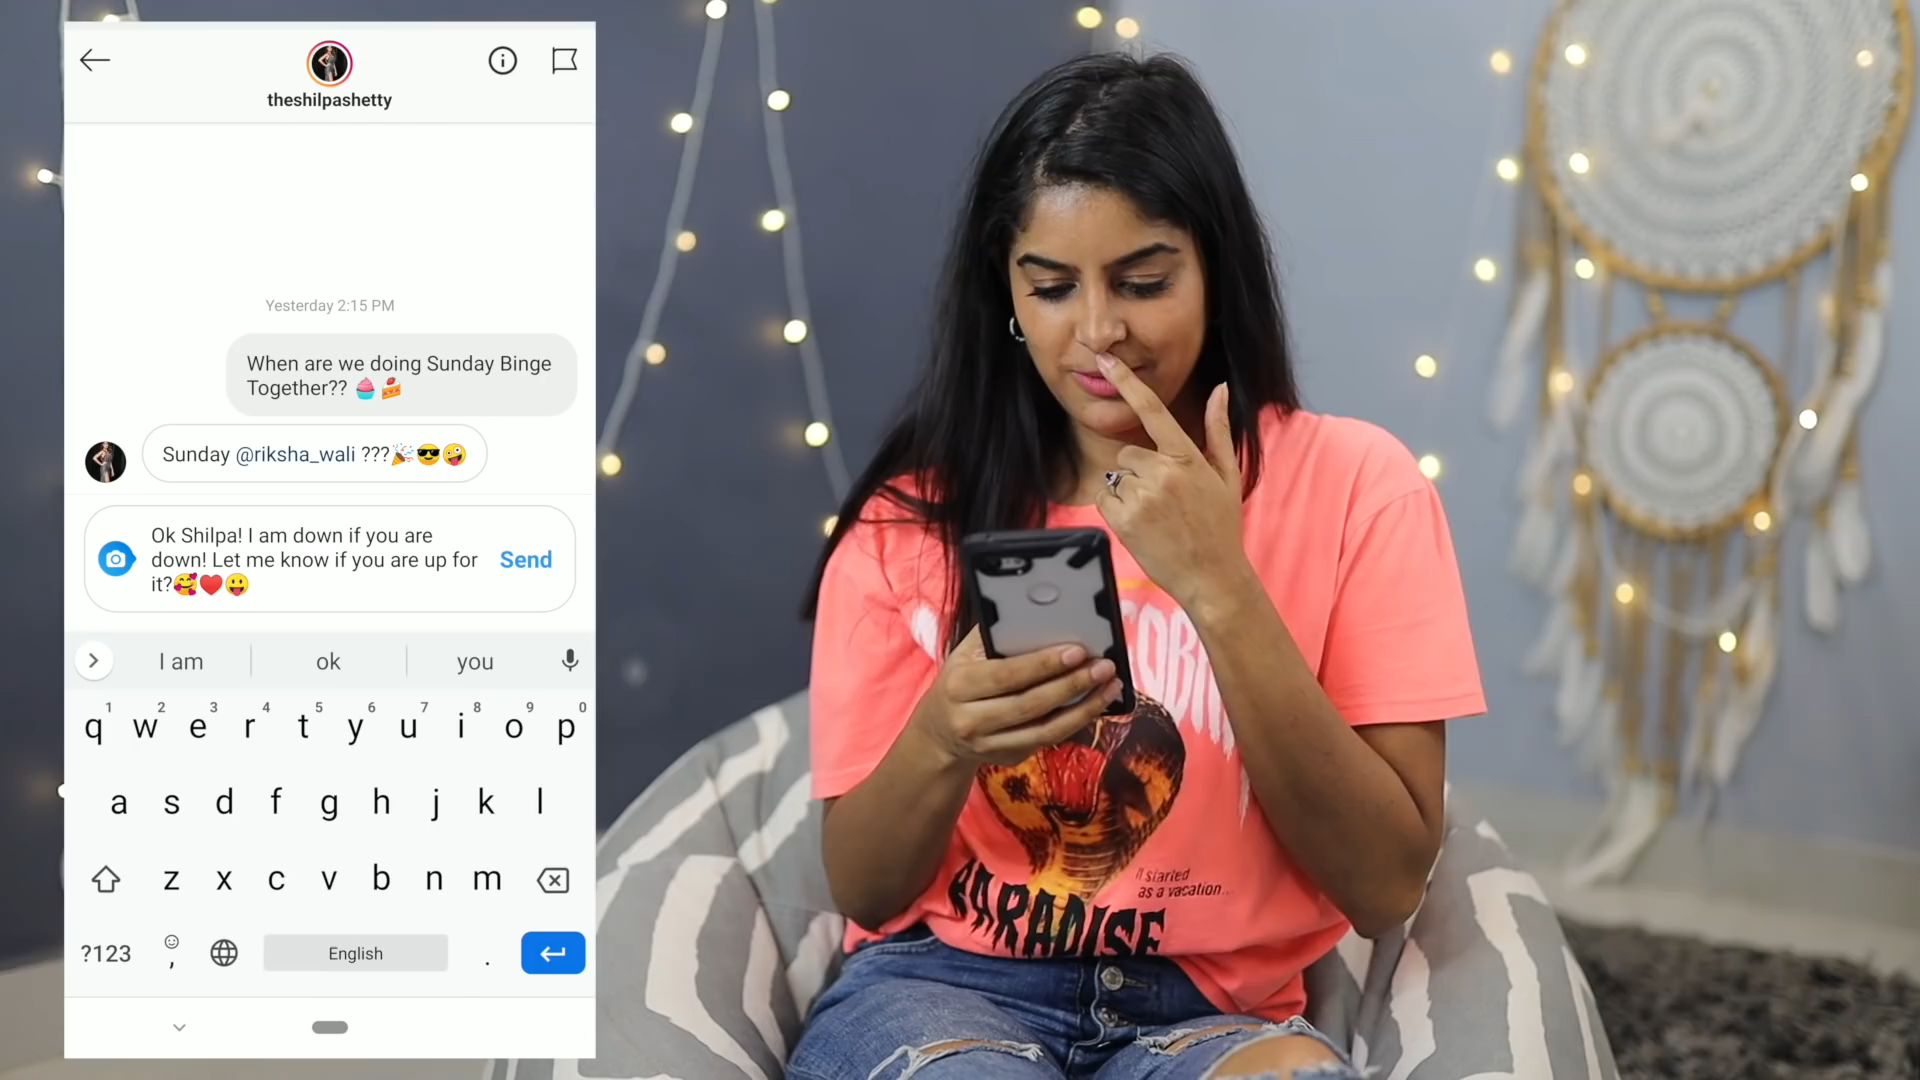 theshilpashetty
Yesterday 2:15 PM
When are we doing Sunday Binge
Together?? 🧁🍰
Sunday @riksha_wali ???🎉😎🤪
Ok Shilpa! I am down if you are
down! Let me know if you are up for
it?🥰❤️😛
Send
I am
ok
you
1 2 3 4 5 6 7 8 9 0
q w e r t y u i o p
a s d f g h j k l
z x c v b n m
?123
,
English
.
It started
as a vacation...
PARADISE